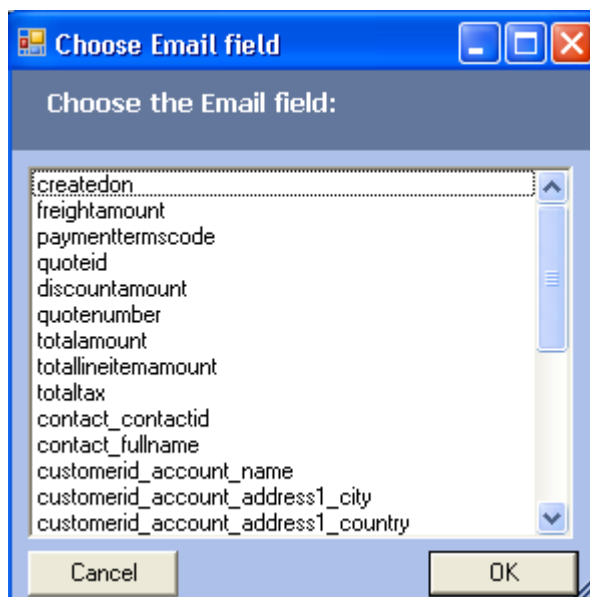 Choose Email field
Choose the Email field:
createdon
freightamount
paymenttermscode
quoteid
discountamount
quotenumber
totalamount
totallineitemamount
totaltax
contact_contactid
contact_fullname
customerid_account_name
customerid_account_address1_city
customerid_account_address1_country
Cancel OK